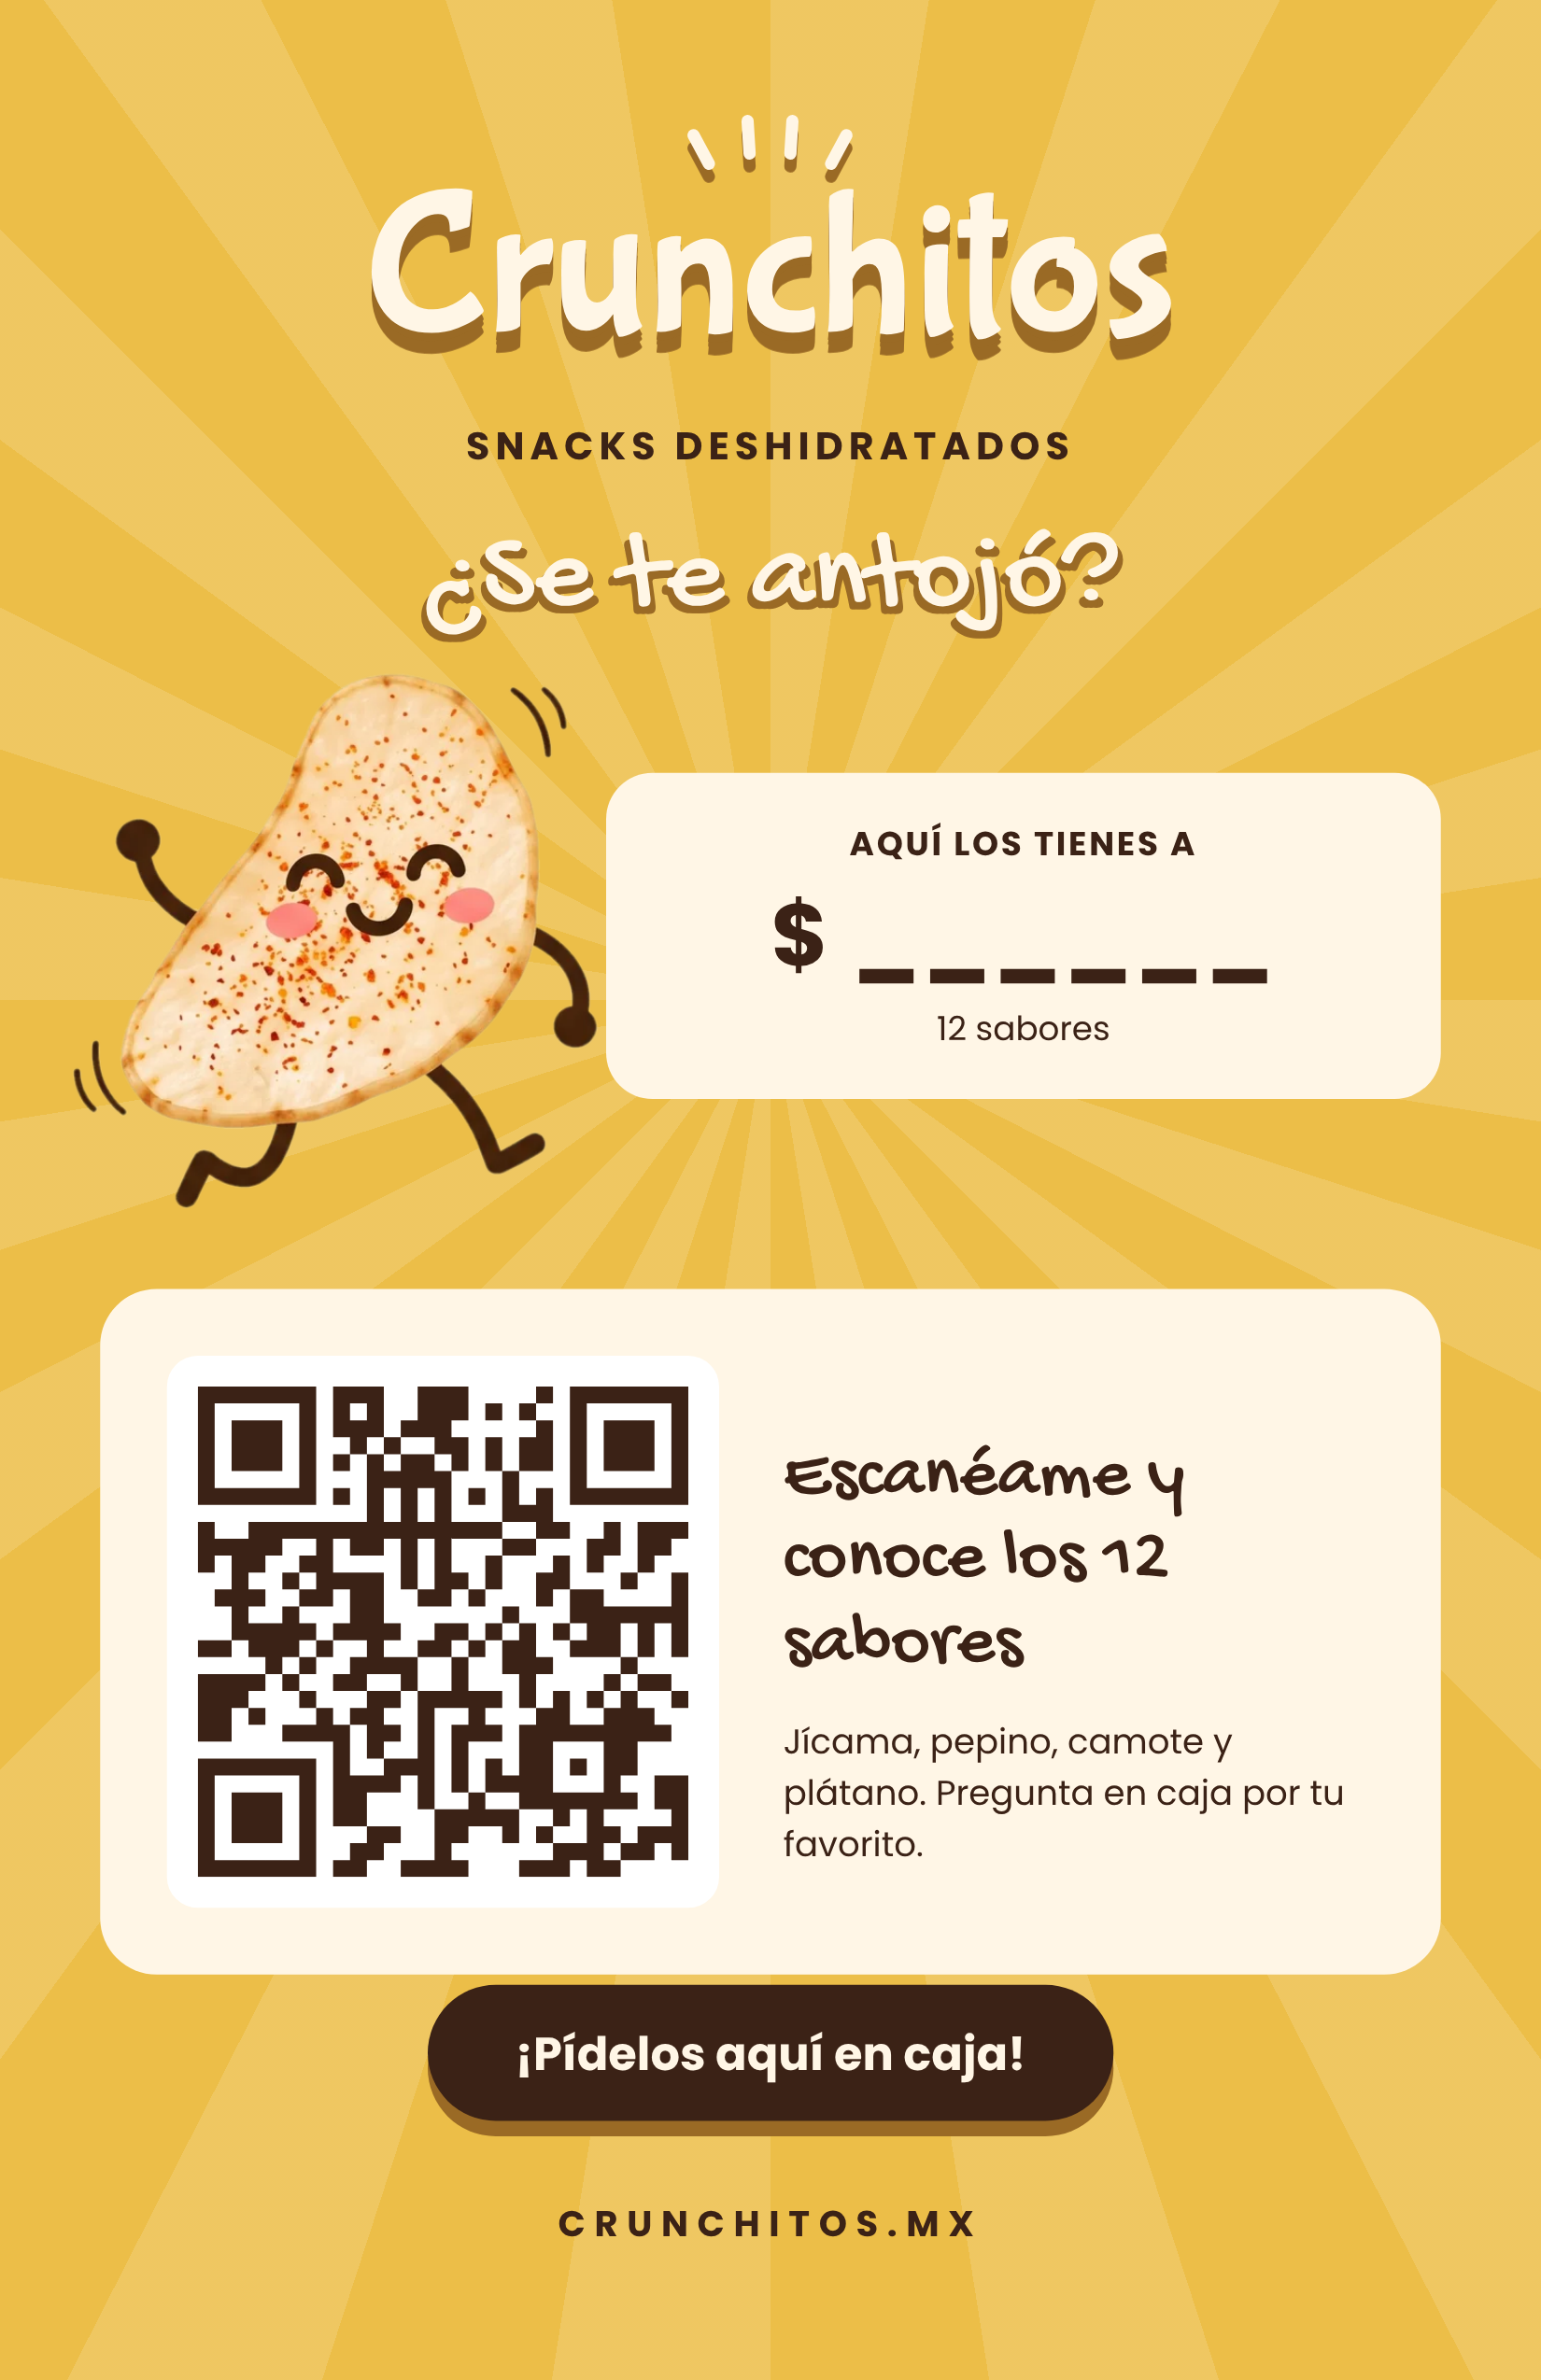 Crunchitos
SNACKS DESHIDRATADOS
¿Se te antojó?
AQUÍ LOS TIENES A
$ _ _ _ _ _ _
12 sabores
Escanéame y
conoce los 12
sabores
Jícama, pepino, camote y
plátano. Pregunta en caja por tu
favorito.
¡Pídelos aquí en caja!
CRUNCHITOS.MX